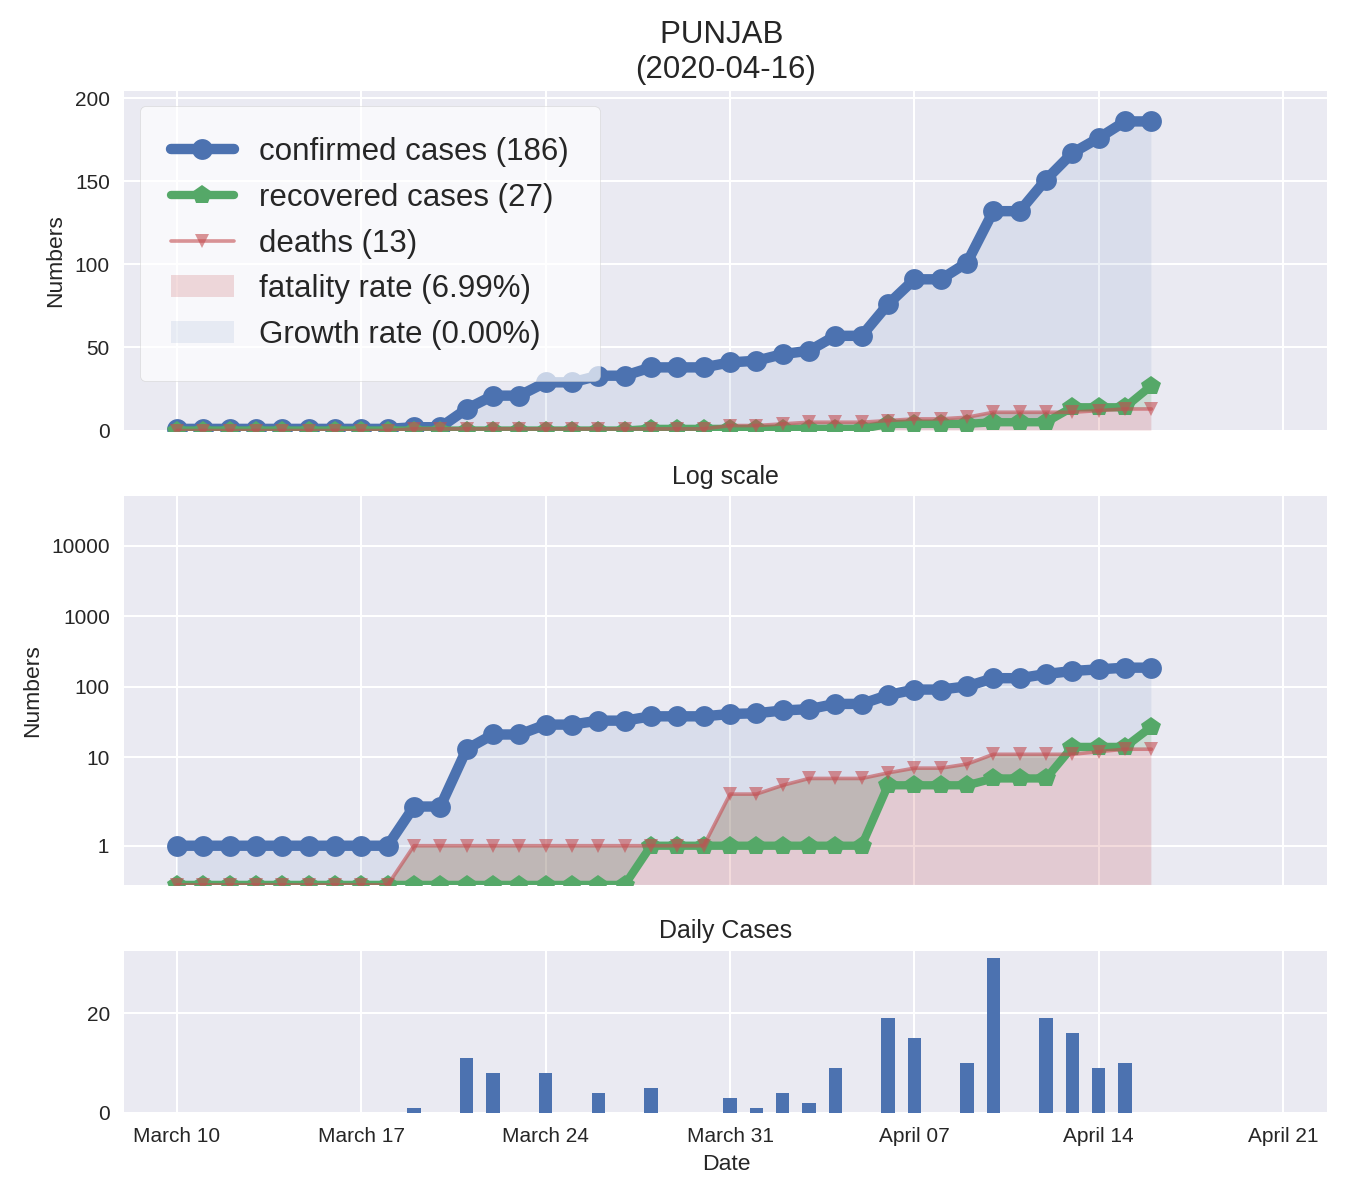 PUNJAB
(2020-04-16)
200
150
100
50
0
Numbers
confirmed cases (186)
recovered cases (27)
deaths (13)
fatality rate (6.99%)
Growth rate (0.00%)
Log scale
10000
1000
100
10
1
Numbers
Daily Cases
20
0
March 10 March 17 March 24 March 31 April 07 April 14 April 21
Date